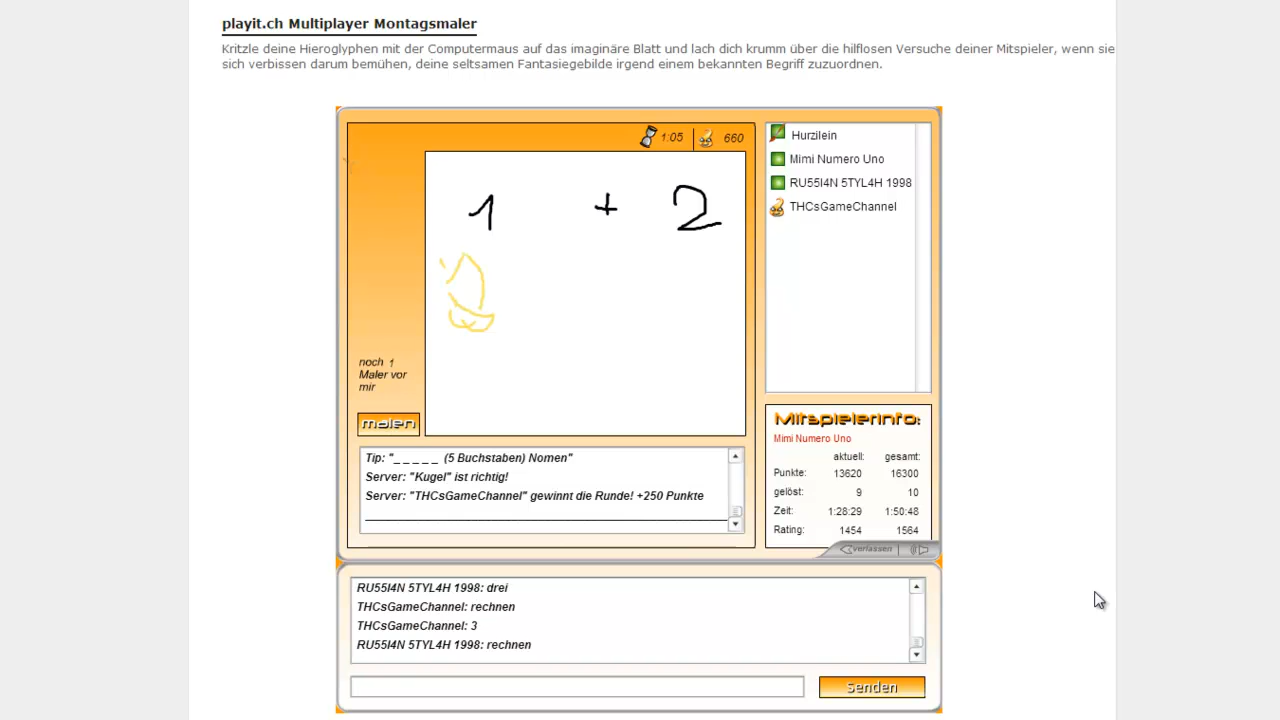 playit.ch Multiplayer Montagsmaler
Kritzle deine Hieroglyphen mit der Computermaus auf das imaginäre Blatt und lach dich krumm über die hilflosen Versuche deiner Mitspieler, wenn sie
sich verbissen darum bemühen, deine seltsamen Fantasiegebilde irgend einem bekannten Begriff zuzuordnen.
1:05 660
1 + 2
noch 1
Maler vor
mir
malen
Tip: "_ _ _ _ _ (5 Buchstaben) Nomen"
Server: "Kugel" ist richtig!
Server: "THCsGameChannel" gewinnt die Runde! +250 Punkte
Hurzilein
Mimi Numero Uno
RU55I4N 5TYL4H 1998
THCsGameChannel
Mitspielerinfo:
Mimi Numero Uno
aktuell: gesamt:
Punkte: 13620 16300
gelöst: 9 10
Zeit: 1:28:29 1:50:48
Rating: 1454 1564
verlassen
RU55I4N 5TYL4H 1998: drei
THCsGameChannel: rechnen
THCsGameChannel: 3
RU55I4N 5TYL4H 1998: rechnen
Senden